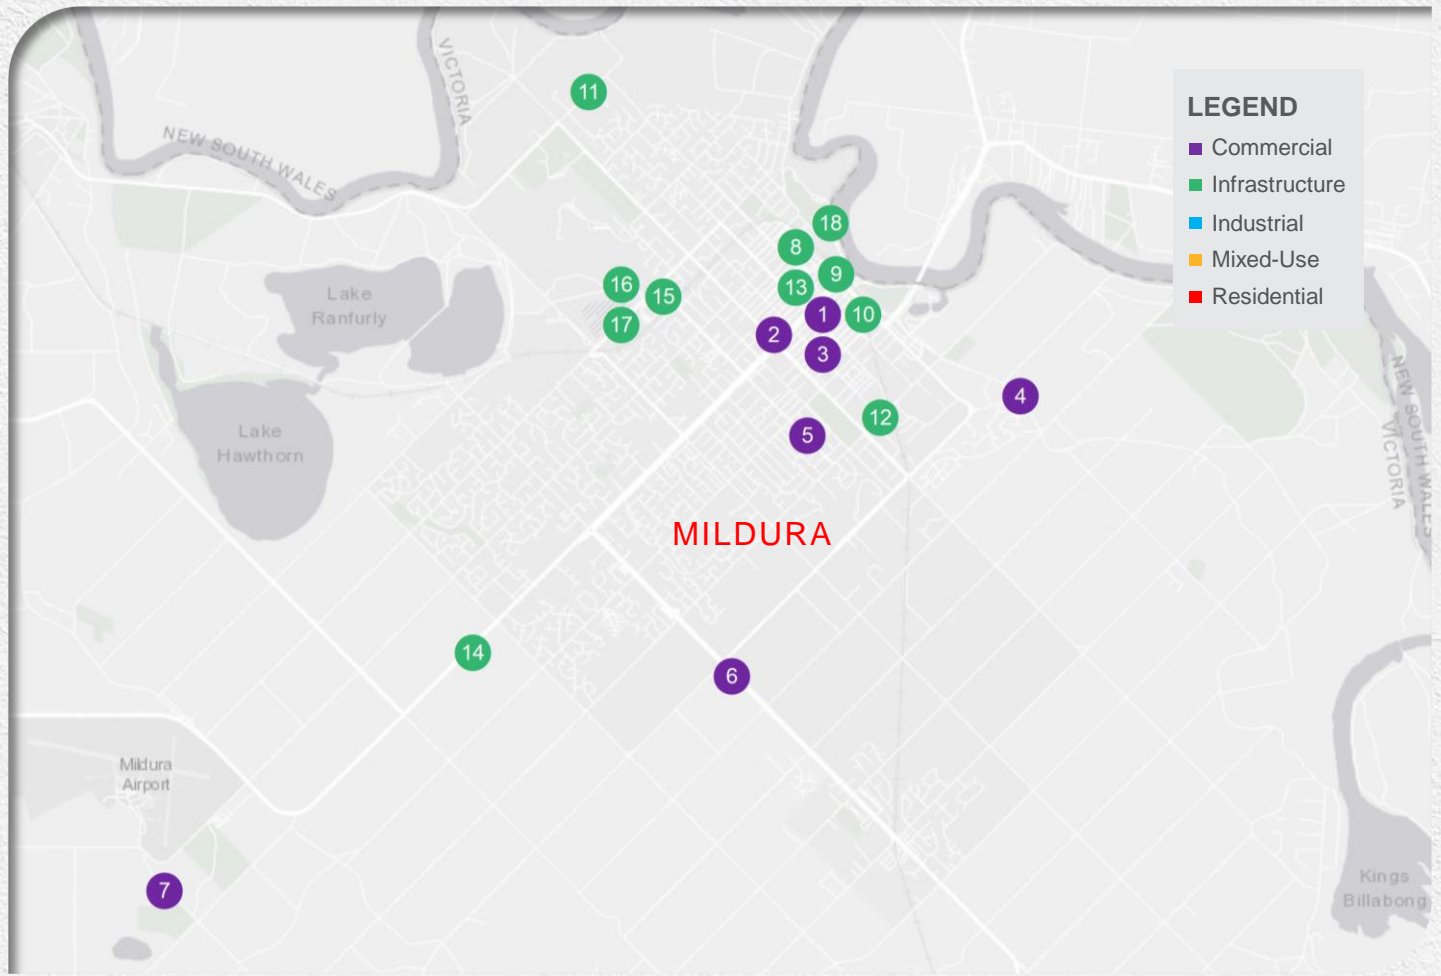 VICTORIA
11
LEGEND
Commercial
Infrastructure
Industrial
Mixed-Use
Residential
NEW SOUTH WALES
18
8
9
16
15
13
Lake
Ranfurly
17
1
10
2
3
4
12
5
Lake
Hawthorn
NEW SOUTH WALES
VICTORIA
MILDURA
14
6
Mildura
Airport
7
Kings
Billabong